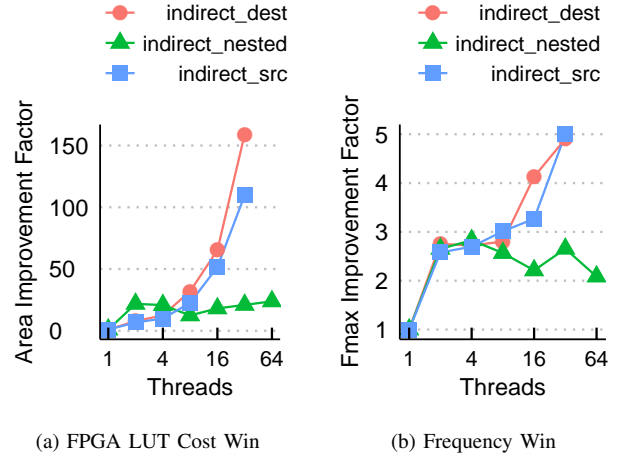 indirect_dest
indirect_nested
indirect_src
Area Improvement Factor
150
100
50
0
1
4
16
64
Threads
(a) FPGA LUT Cost Win
indirect_dest
indirect_nested
indirect_src
Fmax Improvement Factor
5
4
3
2
1
1
4
16
64
Threads
(b) Frequency Win